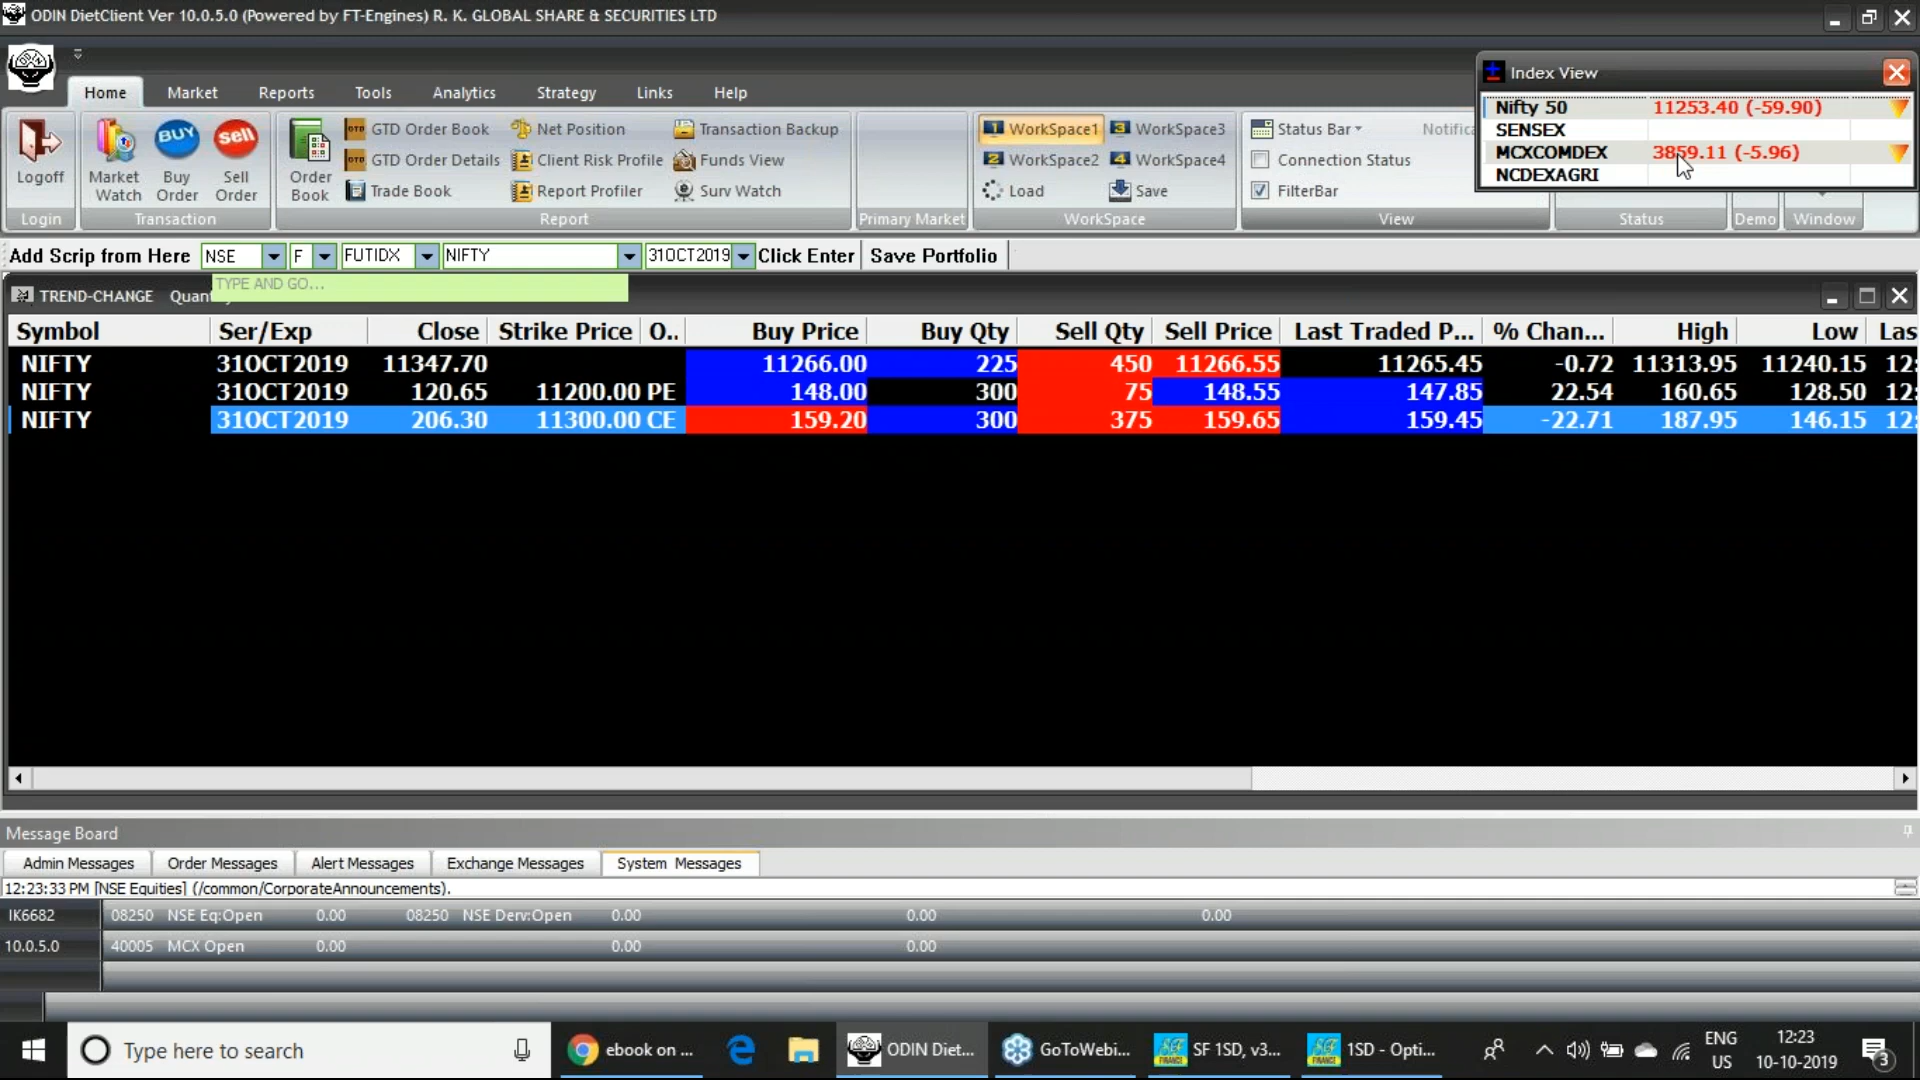 ODIN DietClient Ver 10.0.5.0 (Powered by FT-Engines) R. K. GLOBAL SHARE & SECURITIES LTD
Home Market Reports Tools Analytics Strategy Links Help
Index View
Nifty 50 11253.40 (-59.90)
SENSEX
MCXCOMDEX 3859.11 (-5.96)
NCDEXAGRI
Logoff
Market Watch
BUY
Buy Order
sell
Sell Order
Order Book
GTD Order Book
GTD Order Details
Trade Book
Net Position
Client Risk Profile
Report Profiler
Transaction Backup
Funds View
Surv Watch
1 WorkSpace1 3 WorkSpace3
2 WorkSpace2 4 WorkSpace4
Load Save
Status Bar Notifica
Connection Status
FilterBar
Login Transaction Report Primary Market WorkSpace View Status Demo Window
Add Scrip from Here NSE F FUTIDX NIFTY 31OCT2019 Click Enter Save Portfolio
TYPE AND GO...
TREND-CHANGE Quan
Symbol Ser/Exp Close Strike Price O.. Buy Price Buy Qty Sell Qty Sell Price Last Traded P... % Chan... High Low Las
NIFTY 31OCT2019 11347.70 11266.00 225 450 11266.55 11265.45 -0.72 11313.95 11240.15 12:
NIFTY 31OCT2019 120.65 11200.00 PE 148.00 300 75 148.55 147.85 22.54 160.65 128.50 12:
NIFTY 31OCT2019 206.30 11300.00 CE 159.20 300 375 159.65 159.45 -22.71 187.95 146.15 12:
Message Board
Admin Messages Order Messages Alert Messages Exchange Messages System Messages
12:23:33 PM [NSE Equities] (/common/CorporateAnnouncements).
IK6682 08250 NSE Eq:Open 0.00 08250 NSE Derv:Open 0.00 0.00 0.00
10.0.5.0 40005 MCX Open 0.00 0.00 0.00
Type here to search
ebook on ...
ODIN Diet...
GoToWebi...
SF 1SD, v3...
1SD - Opti...
ENG
US
12:23
10-10-2019
3